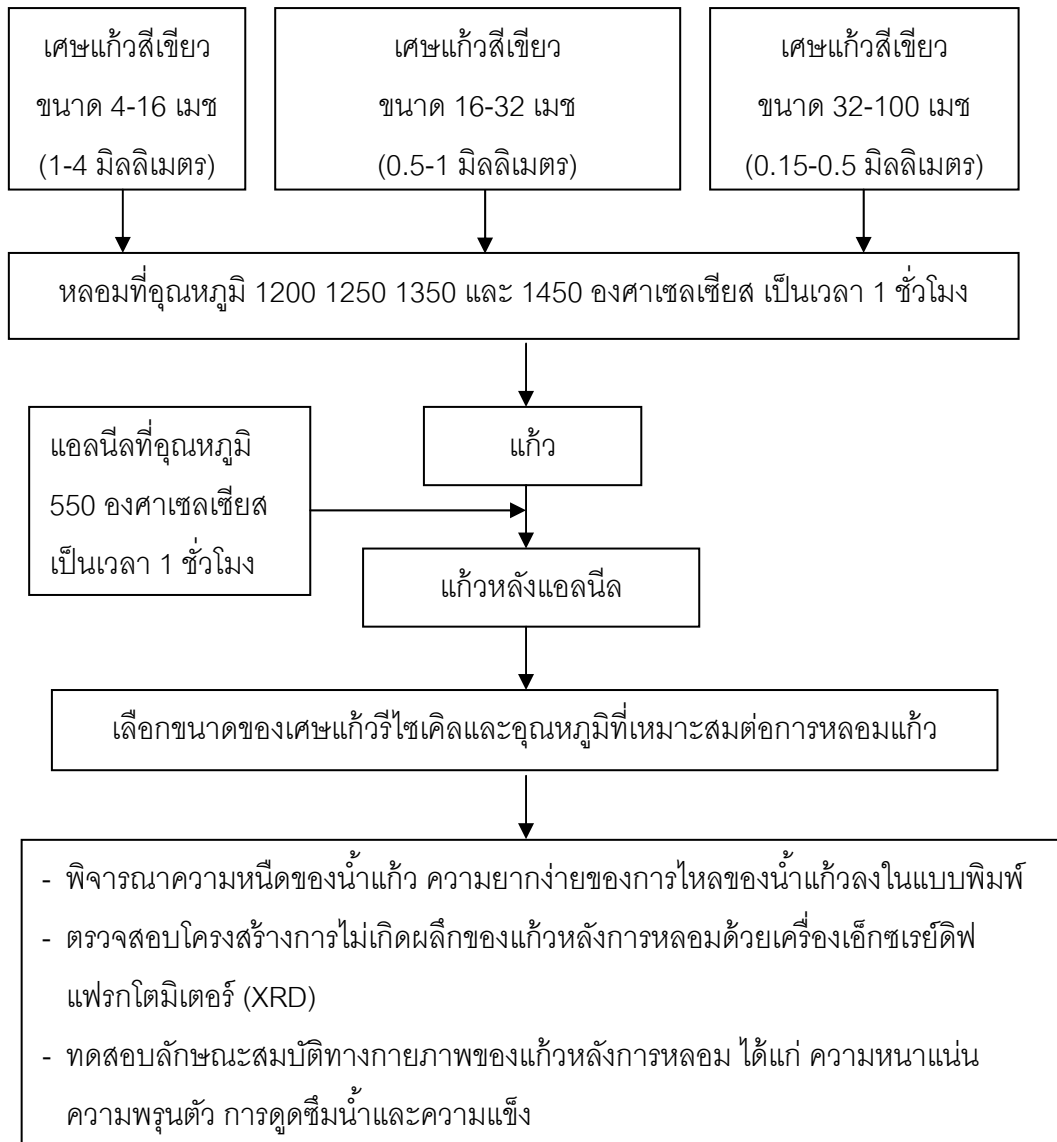 เศษแก้วสีเขียว
ขนาด 4-16 เมช
(1-4 มิลลิเมตร)
เศษแก้วสีเขียว
ขนาด 16-32 เมช
(0.5-1 มิลลิเมตร)
เศษแก้วสีเขียว
ขนาด 32-100 เมช
(0.15-0.5 มิลลิเมตร)
หลอมที่อุณหภูมิ 1200 1250 1350 และ 1450 องศาเซลเซียส เป็นเวลา 1 ชั่วโมง
แก้ว
แอลนีลที่อุณหภูมิ
550 องศาเซลเซียส
เป็นเวลา 1 ชั่วโมง
แก้วหลังแอลนีล
เลือกขนาดของเศษแก้วรีไซเคิลและอุณหภูมิที่เหมาะสมต่อการหลอมแก้ว
- พิจารณาความหนืดของน้ำแก้ว ความยากง่ายของการไหลของน้ำแก้วลงในแบบพิมพ์
- ตรวจสอบโครงสร้างการไม่เกิดผลึกของแก้วหลังการหลอมด้วยเครื่องเอ็กซเรย์ดิฟ
แฟรกโตมิเตอร์ (XRD)
- ทดสอบลักษณะสมบัติทางกายภาพของแก้วหลังการหลอม ได้แก่ ความหนาแน่น
ความพรุนตัว การดูดซึมน้ำและความแข็ง